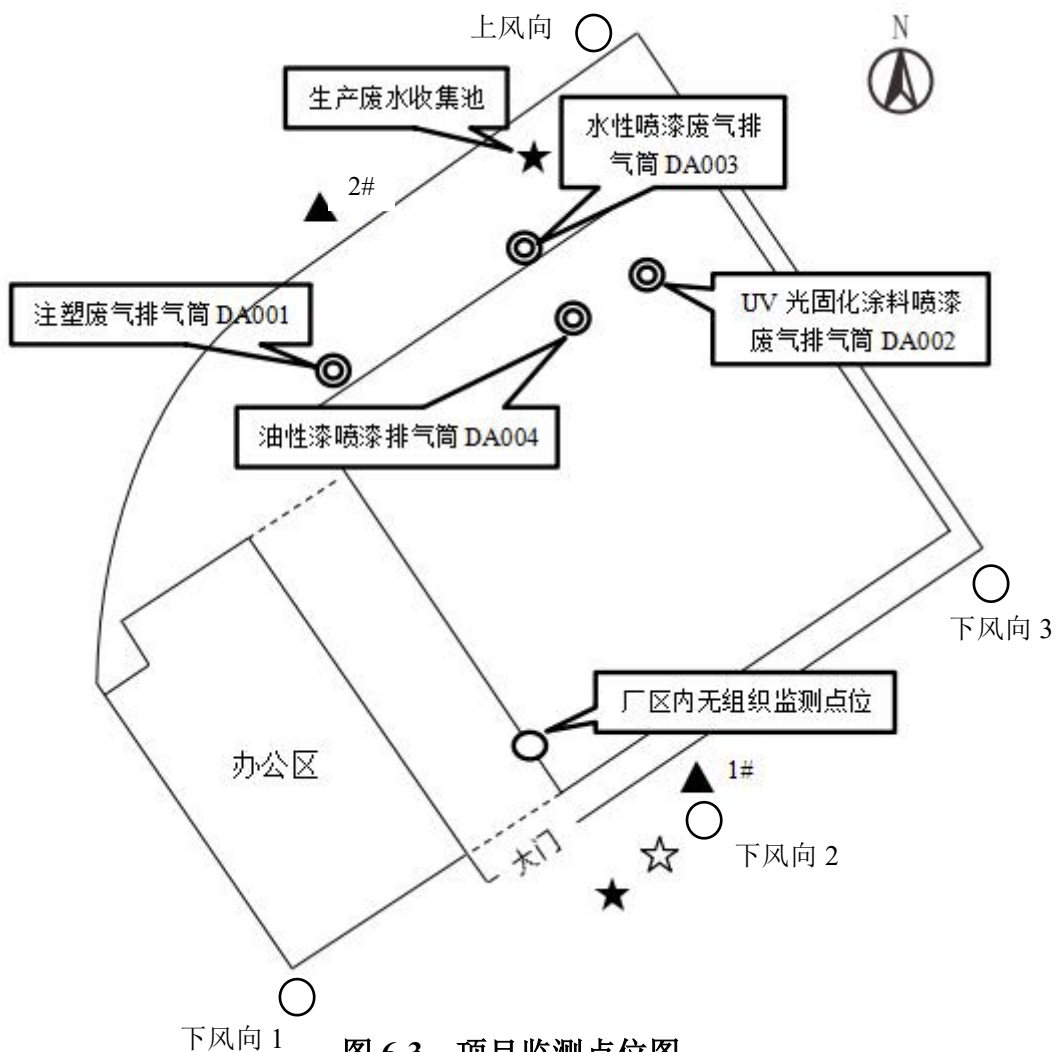 上风向
N
生产废水收集池
水性喷漆废气排
气筒 DA003
2#
注塑废气排气筒 DA001
UV 光固化涂料喷漆
废气排气筒 DA002
油性漆喷漆排气筒 DA004
下风向 3
厂区内无组织监测点位
办公区
1#
大门
下风向 2
下风向 1
图 6-3 项目监测点位图